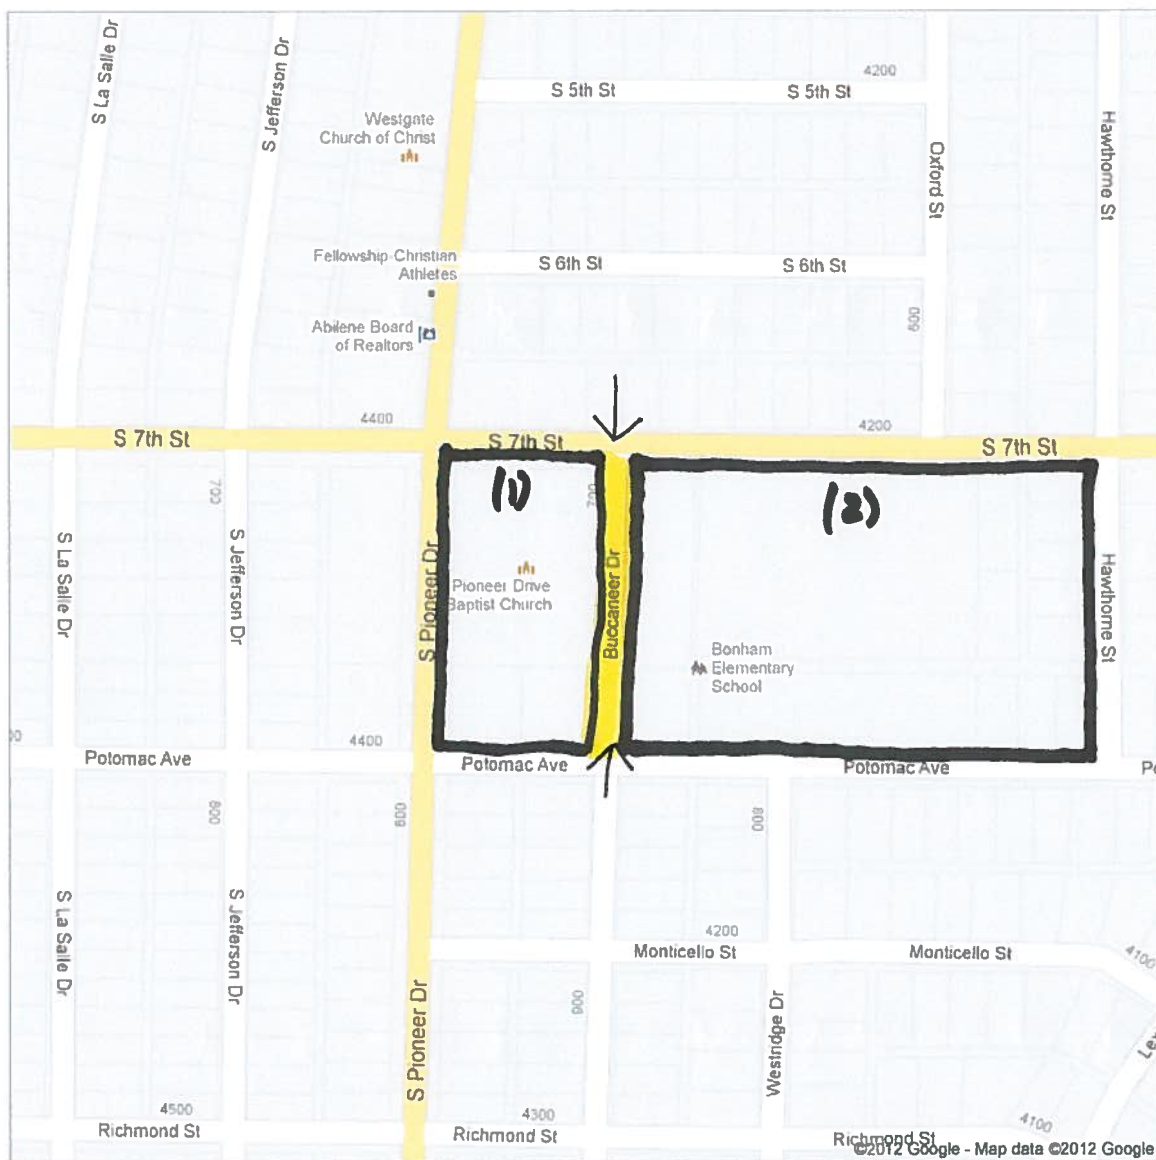 S La Salle Dr
S Jefferson Dr
4200
S 5th St
S 5th St
Westgate
Church of Christ
Hawthorne St
Oxford St
Fellowship Christian
Athletes
S 6th St
S 6th St
Abilene Board
of Realtors
600
4400
4200
S 7th St
S 7th St
S 7th St
(1)
(2)
700
700
S La Salle Dr
S Jefferson Dr
S Pioneer Dr
Pioneer Drive
Baptist Church
Buccaneer Dr
Hawthorne St
Bonham
Elementary
School
4400
Potomac Ave
Potomac Ave
Potomac Ave
800
800
800
S La Salle Dr
S Jefferson Dr
S Pioneer Dr
4200
Monticello St
Monticello St
4100
900
Westridge Dr
4500
4300
4100
Richmond St
Richmond St
Richmond St
©2012 Google - Map data ©2012 Google